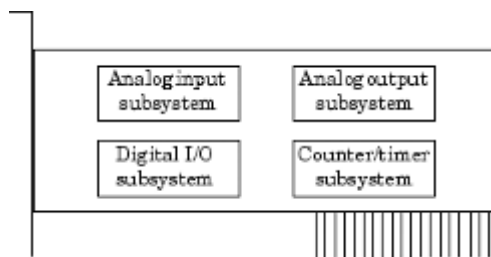 Analog input
subsystem
Analog output
subsystem
Digital I/O
subsystem
Counter/timer
subsystem